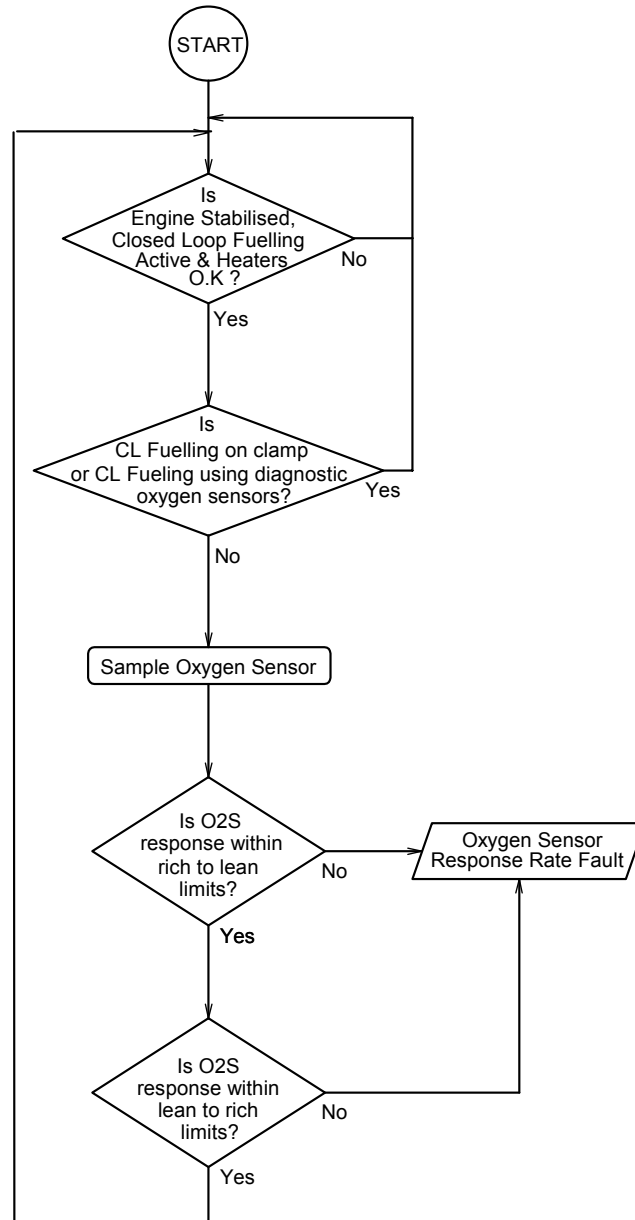 START
Is
Engine Stabilised,
Closed Loop Fuelling
Active & Heaters
O.K ?
No
Yes
Is
CL Fuelling on clamp
or CL Fueling using diagnostic
oxygen sensors?
Yes
No
Sample Oxygen Sensor
Is O2S
response within
rich to lean
limits?
No
Oxygen Sensor
Response Rate Fault
Yes
Is O2S
response within
lean to rich
limits?
No
Yes